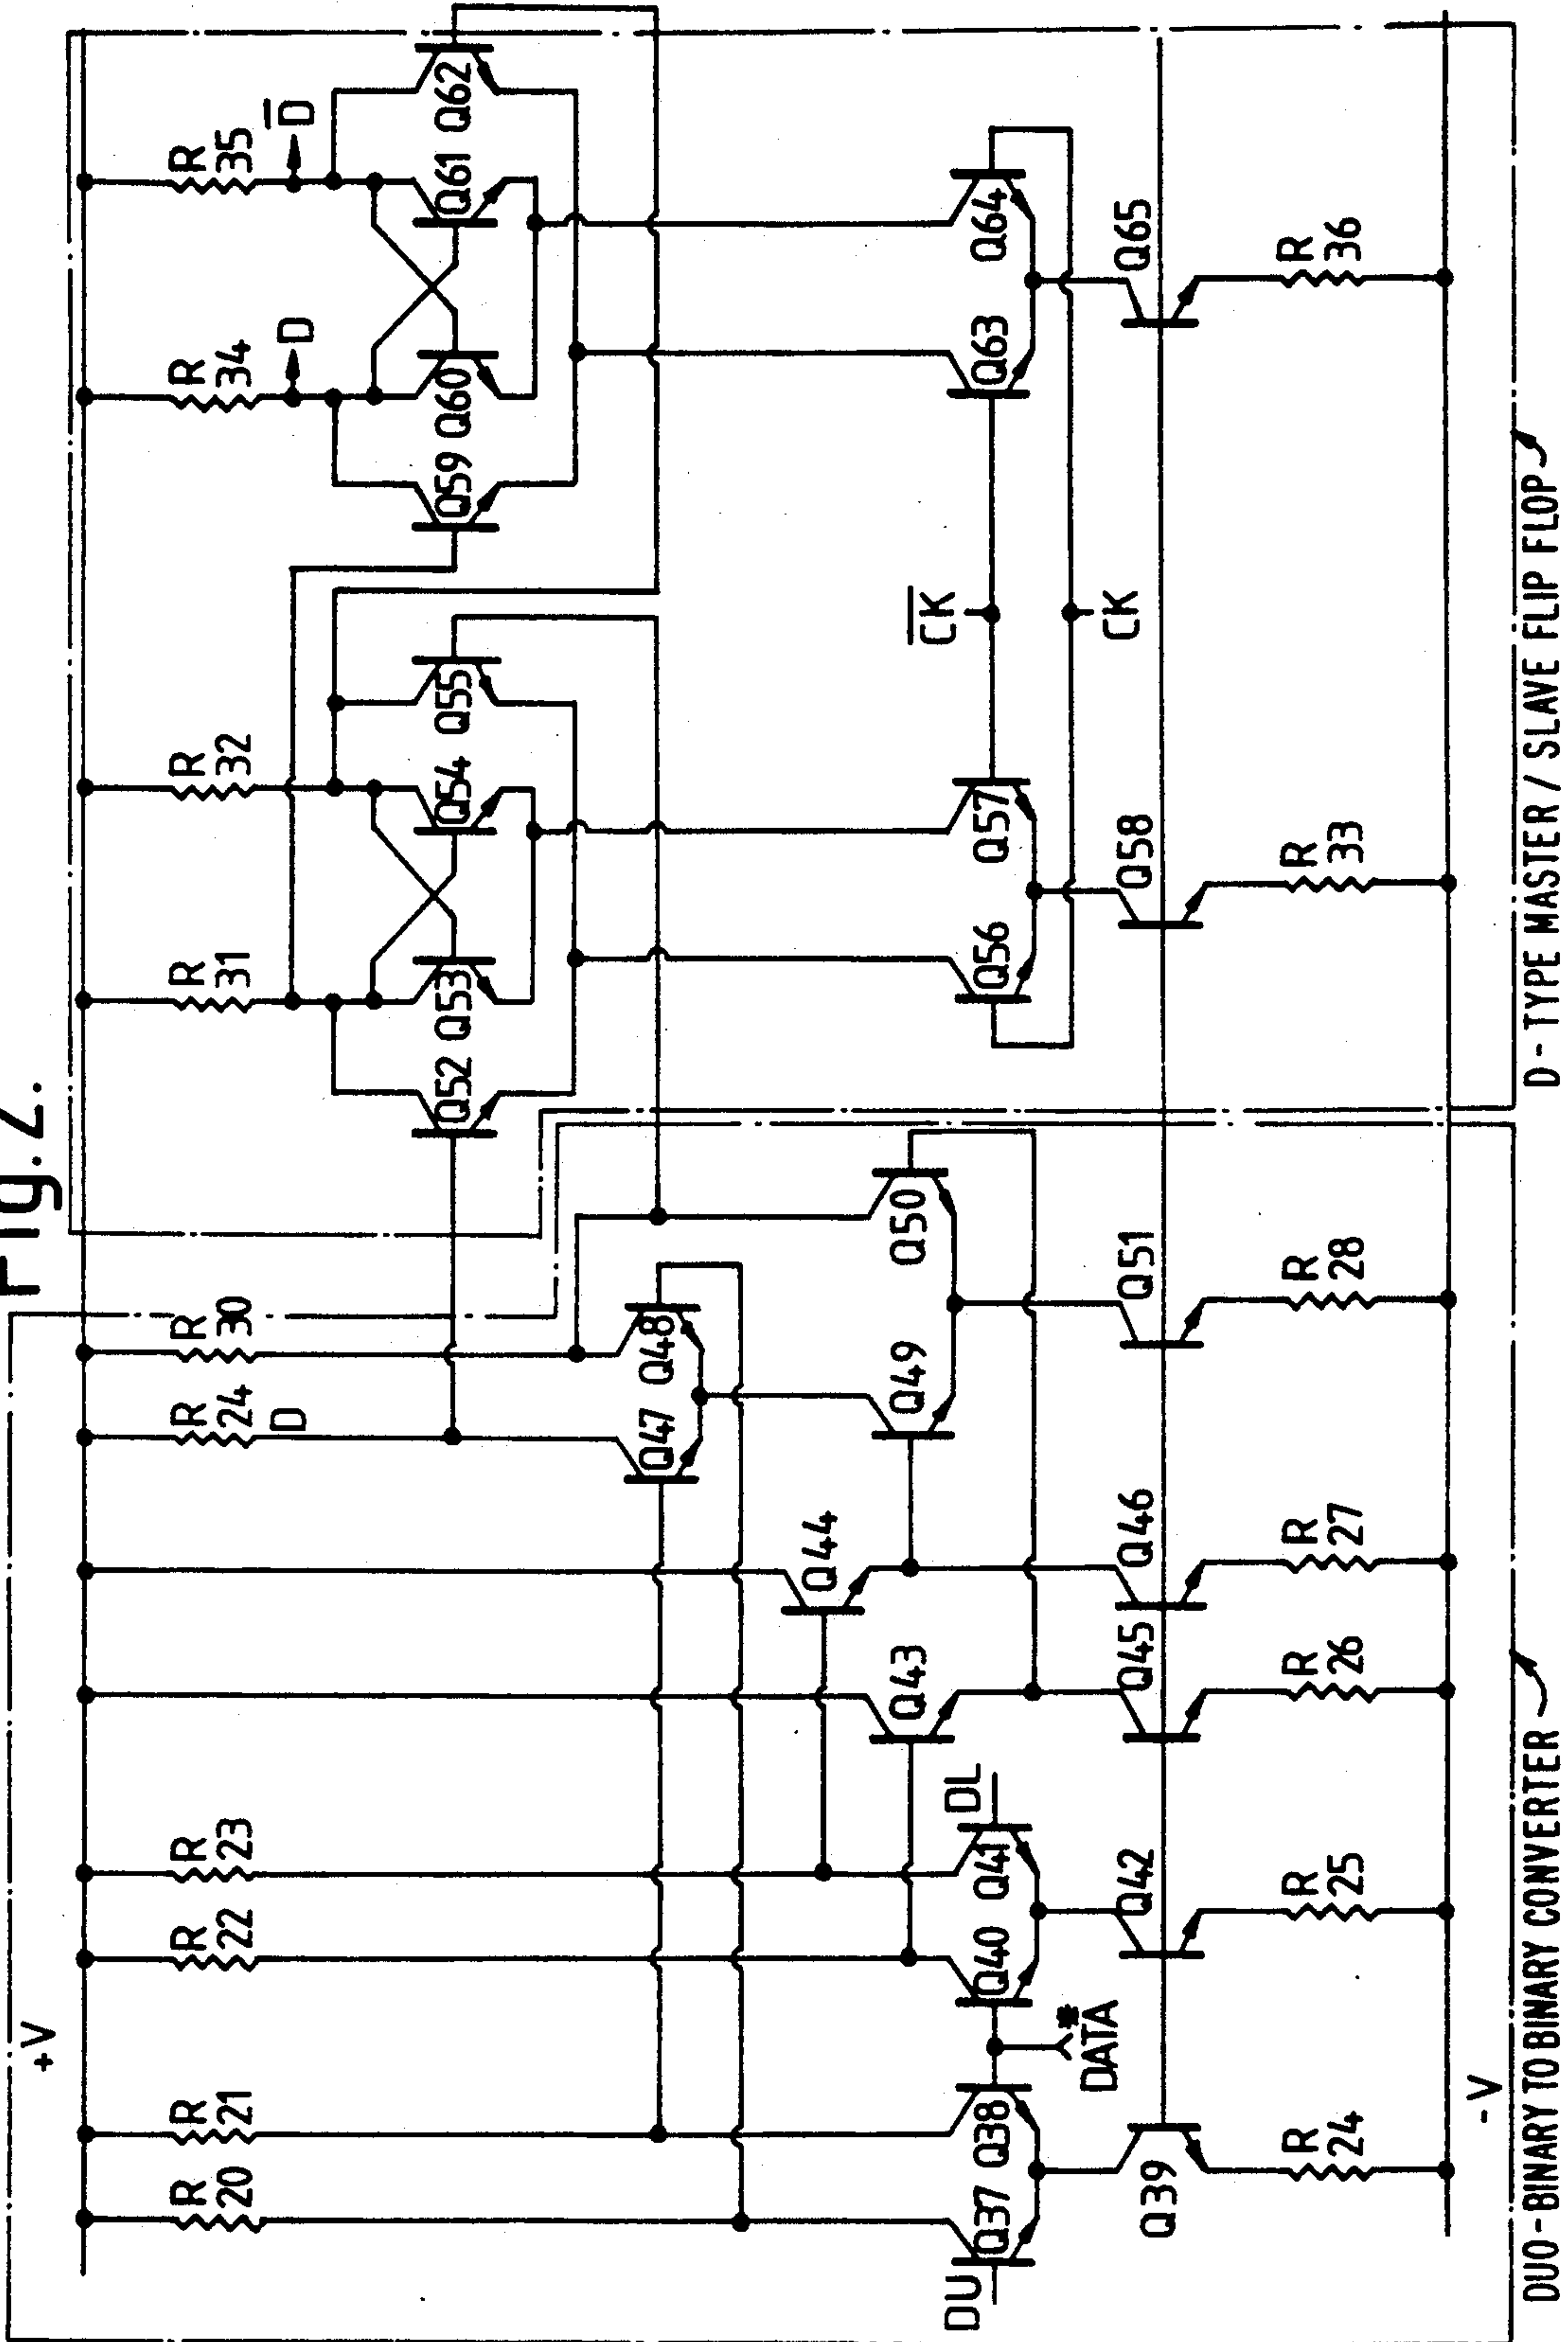 Fig. 2.
+V
R 20
R 21
R 22
R 23
R 24
D
R 30
R 31
R 32
R 34
D
R 35
D̅
Q52
Q53
Q54
Q55
Q59
Q60
Q61
Q62
Q47
Q48
Q44
Q43
Q49
Q50
DU
Q37
Q38
DATA *
Q40
Q41
DL
Q56
Q57
C̅K̅
CK
Q63
Q64
Q39
Q42
Q45
Q46
Q51
Q58
Q65
R 24
R 25
R 26
R 27
R 28
R 33
R 36
-V
DUO-BINARY TO BINARY CONVERTER
D-TYPE MASTER / SLAVE FLIP FLOP